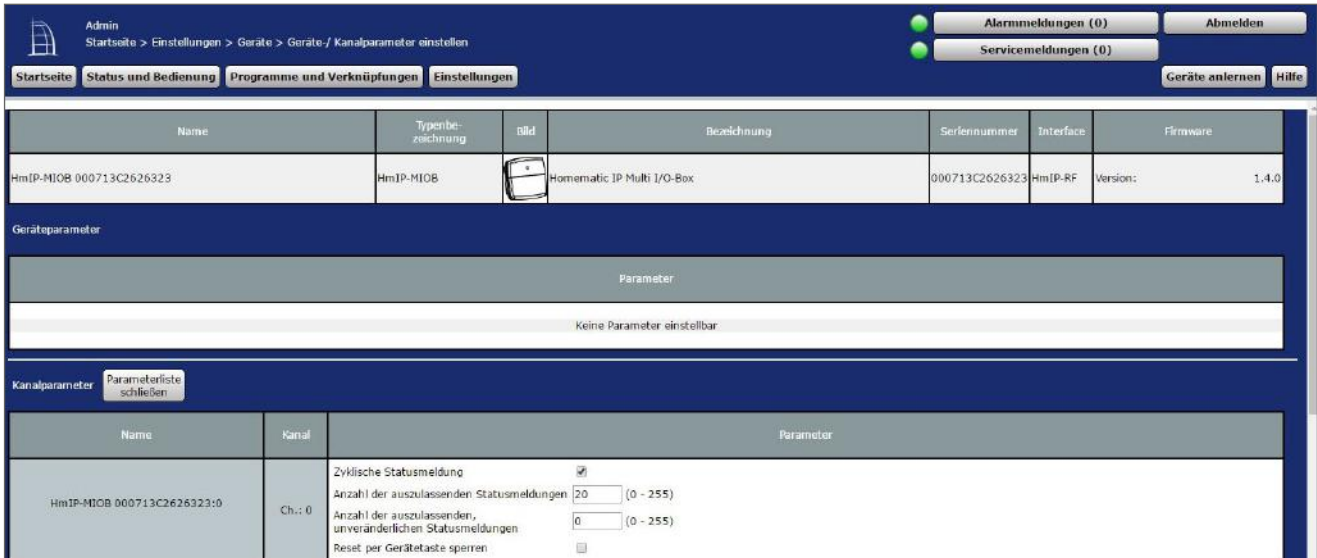 Admin
Startseite > Einstellungen > Geräte > Geräte-/ Kanalparameter einstellen
Alarmmeldungen (0)
Abmelden
Servicemeldungen (0)
Startseite
Status und Bedienung
Programme und Verknüpfungen
Einstellungen
Geräte anlernen
Hilfe
Name
Typenbe-
zeichnung
Bild
Bezeichnung
Seriennummer
Interface
Firmware
HmIP-MIOB 000713C2626323
HmIP-MIOB
Homematic IP Multi I/O-Box
000713C2626323
HmIP-RF
Version: 1.4.0
Geräteparameter
Parameter
Keine Parameter einstellbar
Kanalparameter
Parameterliste
schließen
Name
Kanal
Parameter
HmIP-MIOB 000713C2626323:0
Ch.: 0
Zyklische Statusmeldung
Anzahl der auszulassenden Statusmeldungen 20 (0 - 255)
Anzahl der auszulassenden,
unveränderlichen Statusmeldungen 0 (0 - 255)
Reset per Gerätetaste sperren